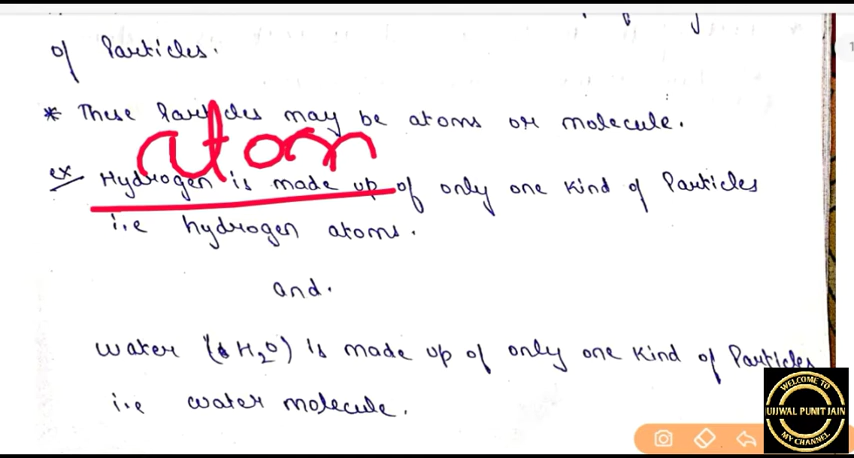 of Particles.
* These Particles may be atoms or molecule.
atom
ex Hydrogen is made up of only one kind of Particles
i.e hydrogen atoms.
and.
water (H₂O) is made up of only one kind of Particles
i.e water molecule.
WELCOME TO
UJJWAL PUNIT JAIN
MY CHANNEL
1